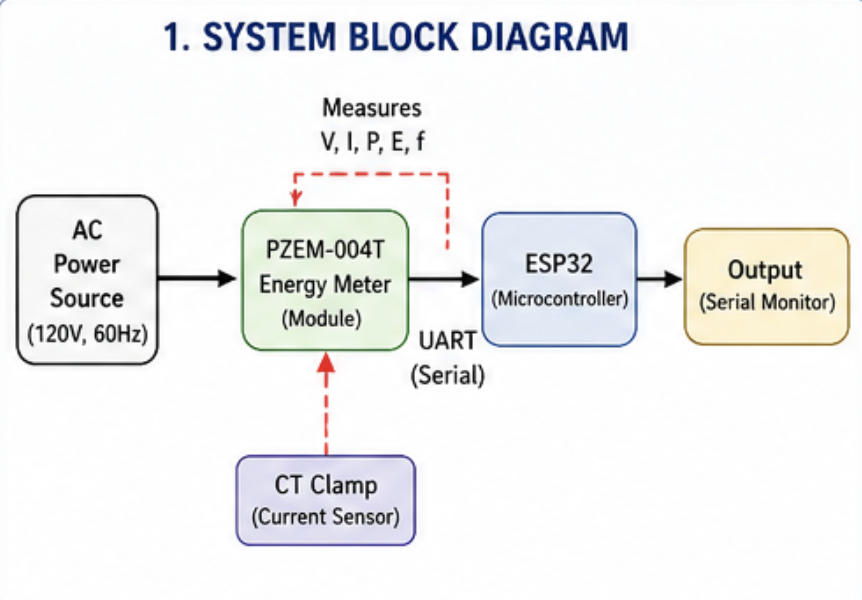 1. SYSTEM BLOCK DIAGRAM
Measures
V, I, P, E, f
AC
Power
Source
(120V, 60Hz)
PZEM-004T
Energy Meter
(Module)
UART
(Serial)
ESP32
(Microcontroller)
Output
(Serial Monitor)
CT Clamp
(Current Sensor)